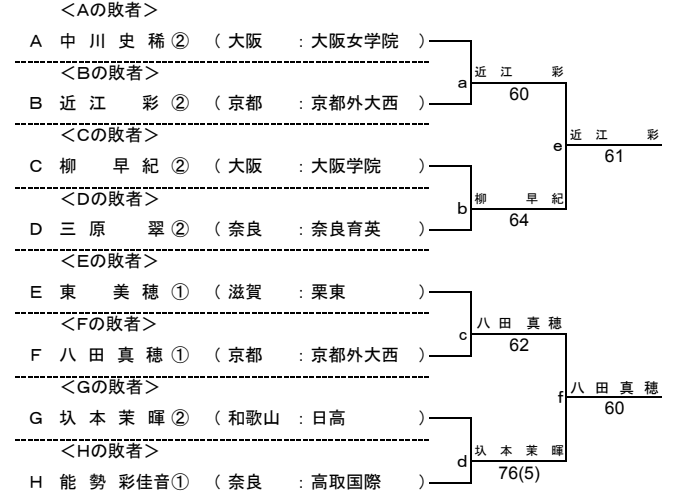 <Aの敗者>
A 中川史稀② (大阪 :大阪女学院)
<Bの敗者>
近江 彩
a
60
B 近江 彩② (京都 :京都外大西)
<Cの敗者>
近江 彩
e
61
C 柳 早紀② (大阪 :大阪学院)
<Dの敗者>
柳 早紀
b
64
D 三原 翠② (奈良 :奈良育英)
<Eの敗者>
E 東 美穂① (滋賀 :栗東)
<Fの敗者>
八田真穂
c
62
F 八田真穂① (京都 :京都外大西)
<Gの敗者>
八田真穂
f
60
G 圦本茉暉② (和歌山 :日高)
<Hの敗者>
圦本茉暉
d
76(5)
H 能勢彩佳音① (奈良 :高取国際)